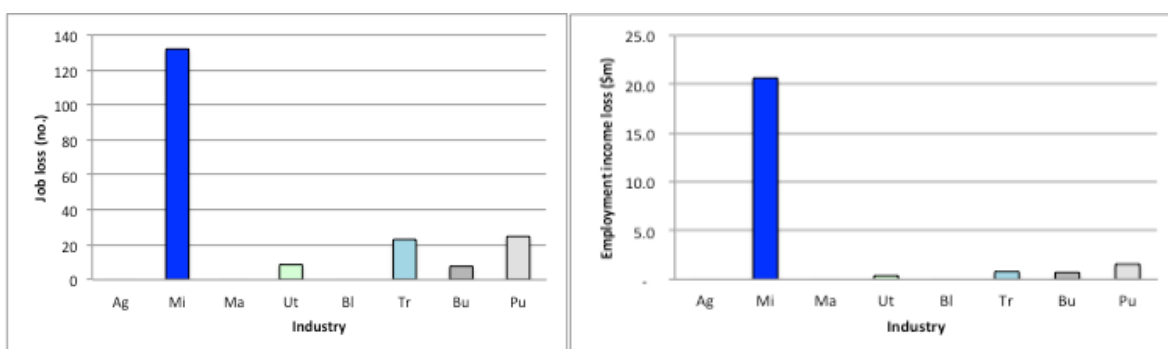 Job loss (no.)
140
120
100
80
60
40
20
0
Ag Mi Ma Ut Bl Tr Bu Pu
Industry
Employment income loss ($m)
25.0
20.0
15.0
10.0
5.0
-
Ag Mi Ma Ut Bl Tr Bu Pu
Industry